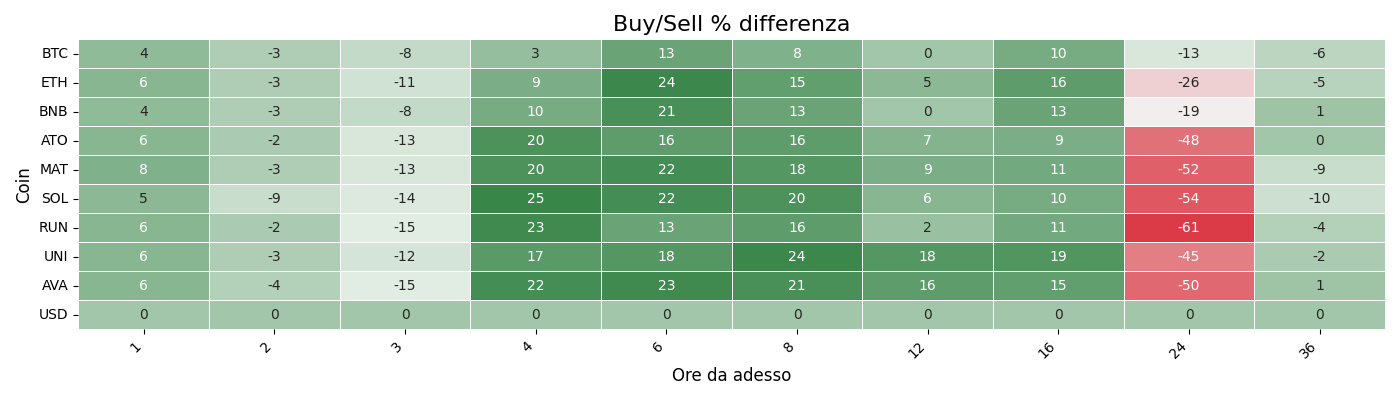 Buy/Sell % differenza
Coin
BTC 4 -3 -8 3 13 8 0 10 -13 -6
ETH 6 -3 -11 9 24 15 5 16 -26 -5
BNB 4 -3 -8 10 21 13 0 13 -19 1
ATO 6 -2 -13 20 16 16 7 9 -48 0
MAT 8 -3 -13 20 22 18 9 11 -52 -9
SOL 5 -9 -14 25 22 20 6 10 -54 -10
RUN 6 -2 -15 23 13 16 2 11 -61 -4
UNI 6 -3 -12 17 18 24 18 19 -45 -2
AVA 6 -4 -15 22 23 21 16 15 -50 1
USD 0 0 0 0 0 0 0 0 0 0
1 2 3 4 6 8 12 16 24 36
Ore da adesso